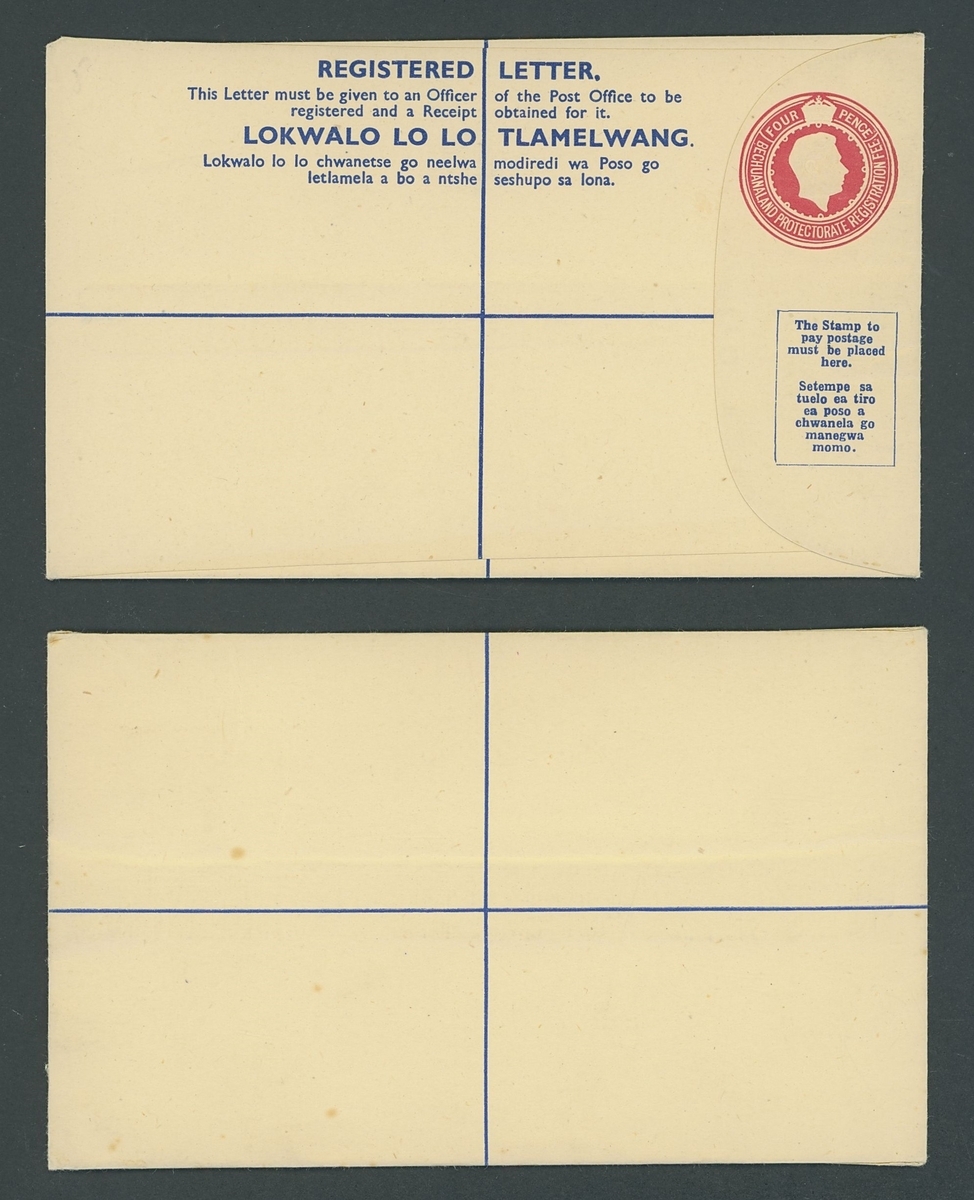 REGISTERED LETTER.
This Letter must be given to an Officer of the Post Office to be
registered and a Receipt obtained for it.
LOKWALO LO LO TLAMELWANG.
Lokwalo lo lo chwanetse go neelwa modiredi wa Poso go
letlamela a bo a ntshe seshupo sa lona.
FOUR PENCE
BECHUANALAND PROTECTORATE REGISTRATION FEE
The Stamp to
pay postage
must be placed
here.
Setempe sa
tuelo ea tiro
ea poso a
chwanela go
manegwa
momo.